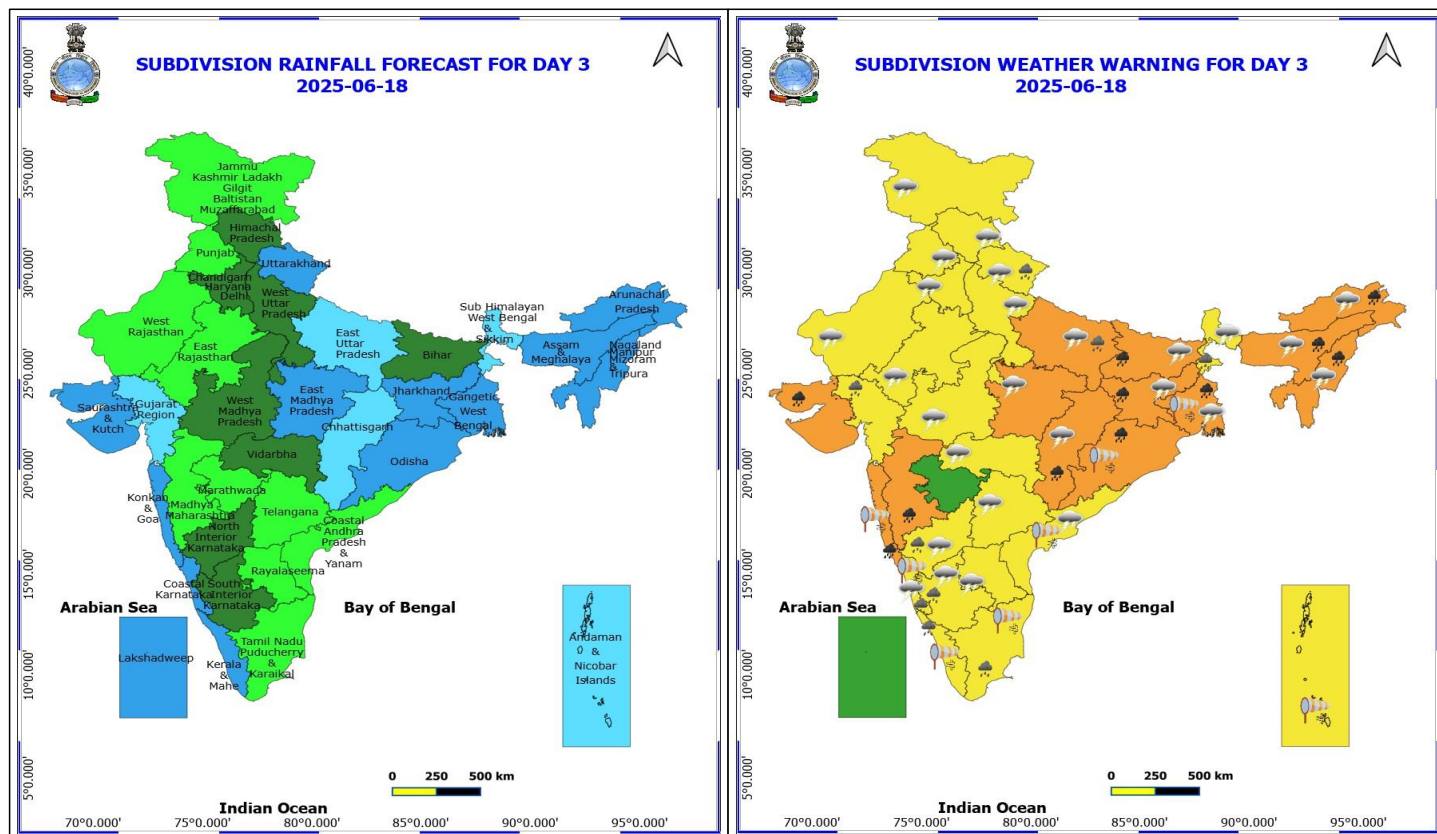 SUBDIVISION RAINFALL FORECAST FOR DAY 3
2025-06-18
40°0.000'
35°0.000'
30°0.000'
25°0.000'
20°0.000'
15°0.000'
10°0.000'
5°0.000'
Jammu
Kashmir Ladakh
Gilgit
Baltistan
Muzaffarabad
Himachal
Pradesh
Punjab
Uttarakhand
Chandigarh
Haryana
Delhi
West
Uttar
Pradesh
West
Rajasthan
East
Rajasthan
East
Uttar
Pradesh
Bihar
Sub Himalayan
West Bengal
&
Sikkim
Arunachal
Pradesh
Assam
&
Meghalaya
Nagaland
Manipur
Mizoram
&
Tripura
Saurashtra
&
Kutch
Gujarat
Region
West
Madhya
Pradesh
East
Madhya
Pradesh
Jharkhand
Gangetic
West
Bengal
Chhattisgarh
Odisha
Vidarbha
Konkan
&
Goa
Marathwada
Madhya
Maharashtra
Telangana
North
Interior
Karnataka
Coastal
Andhra
Pradesh
&
Yanam
Rayalaseema
Coastal
Karnataka
South
Interior
Karnataka
Arabian Sea
Bay of Bengal
Lakshadweep
Kerala
&
Mahe
Tamil Nadu
Puducherry
&
Karaikal
Andaman
&
Nicobar
Islands
0 250 500 km
Indian Ocean
70°0.000' 75°0.000' 80°0.000' 85°0.000' 90°0.000' 95°0.000'
SUBDIVISION WEATHER WARNING FOR DAY 3
2025-06-18
40°0.000'
35°0.000'
30°0.000'
25°0.000'
20°0.000'
15°0.000'
10°0.000'
5°0.000'
Arabian Sea
Bay of Bengal
0 250 500 km
Indian Ocean
70°0.000' 75°0.000' 80°0.000' 85°0.000' 90°0.000' 95°0.000'